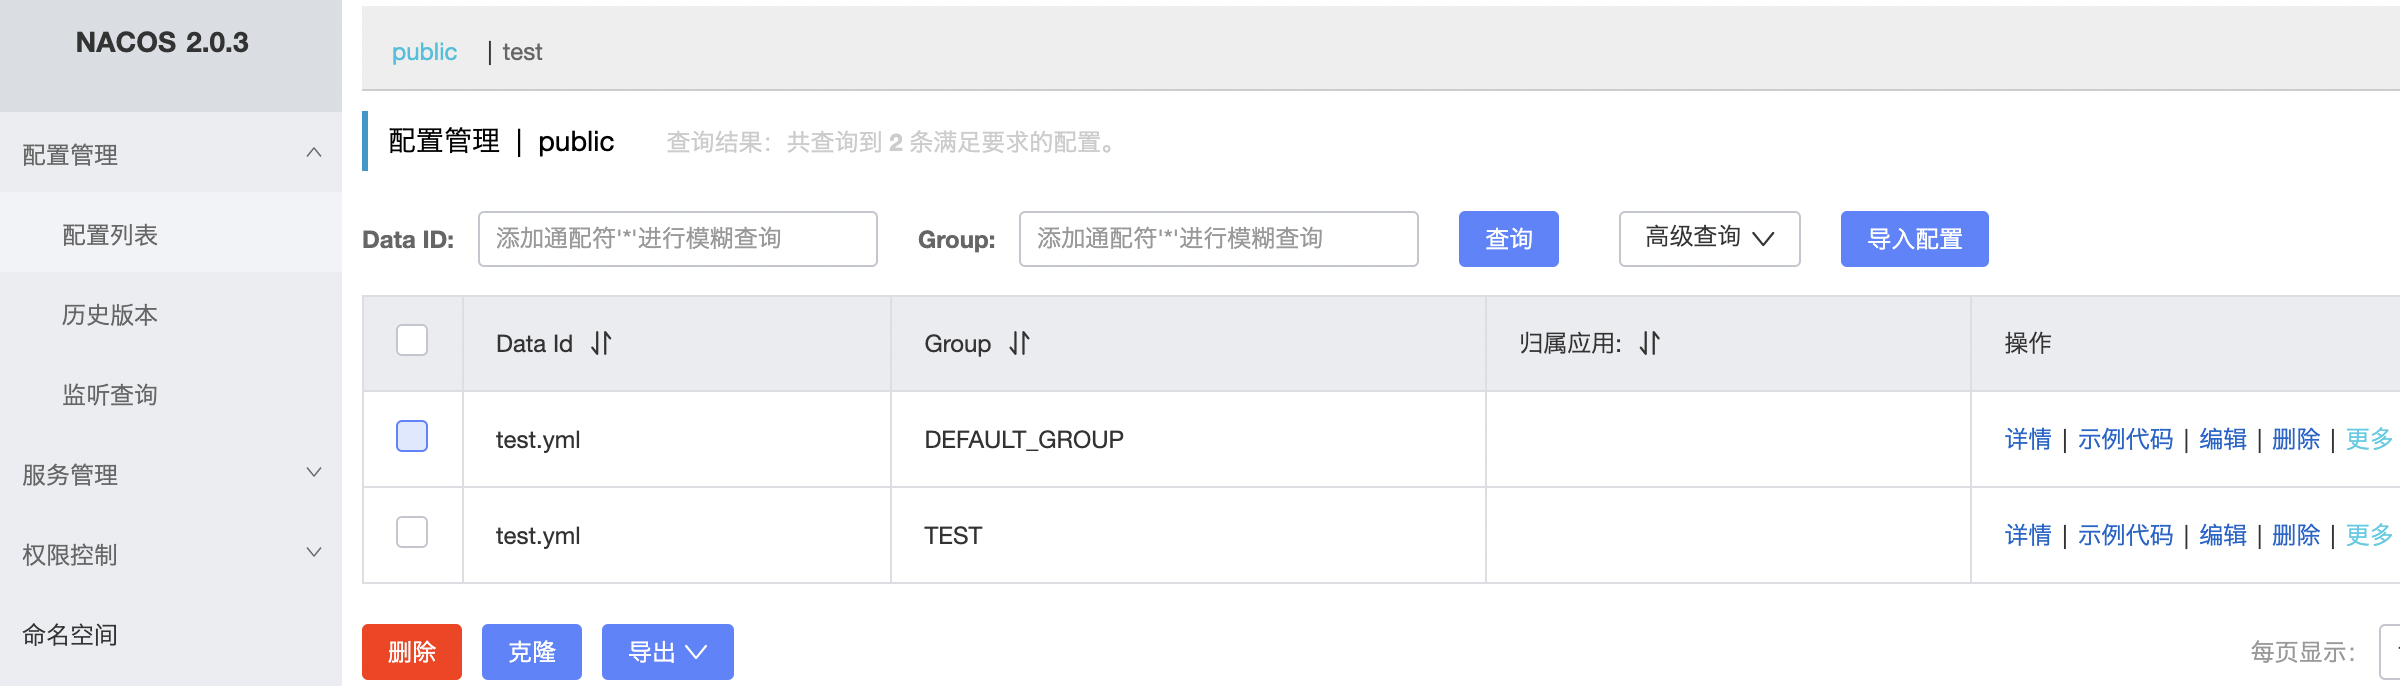 NACOS 2.0.3
配置管理
配置列表
历史版本
监听查询
服务管理
权限控制
命名空间
public | test
配置管理 | public 查询结果：共查询到 2 条满足要求的配置。
Data ID: 添加通配符'*'进行模糊查询 Group: 添加通配符'*'进行模糊查询 查询 高级查询 导入配置
Data Id Group 归属应用: 操作
test.yml DEFAULT_GROUP 详情 | 示例代码 | 编辑 | 删除 | 更多
test.yml TEST 详情 | 示例代码 | 编辑 | 删除 | 更多
删除 克隆 导出 每页显示：